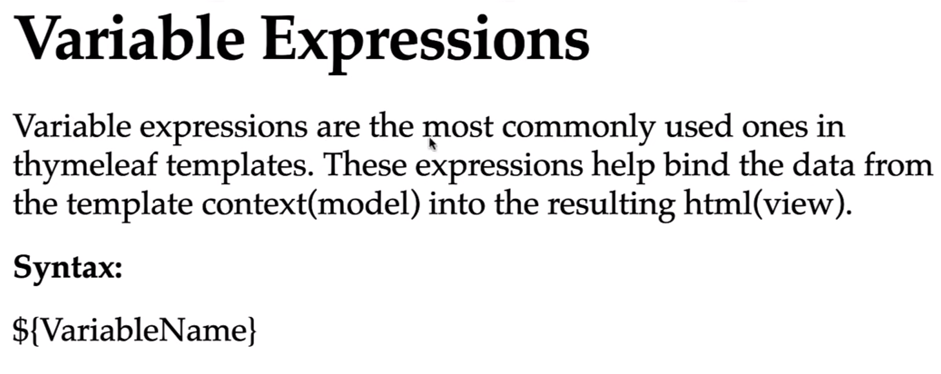 Variable Expressions
Variable expressions are the most commonly used ones in
thymeleaf templates. These expressions help bind the data from
the template context(model) into the resulting html(view).
Syntax:
${VariableName}